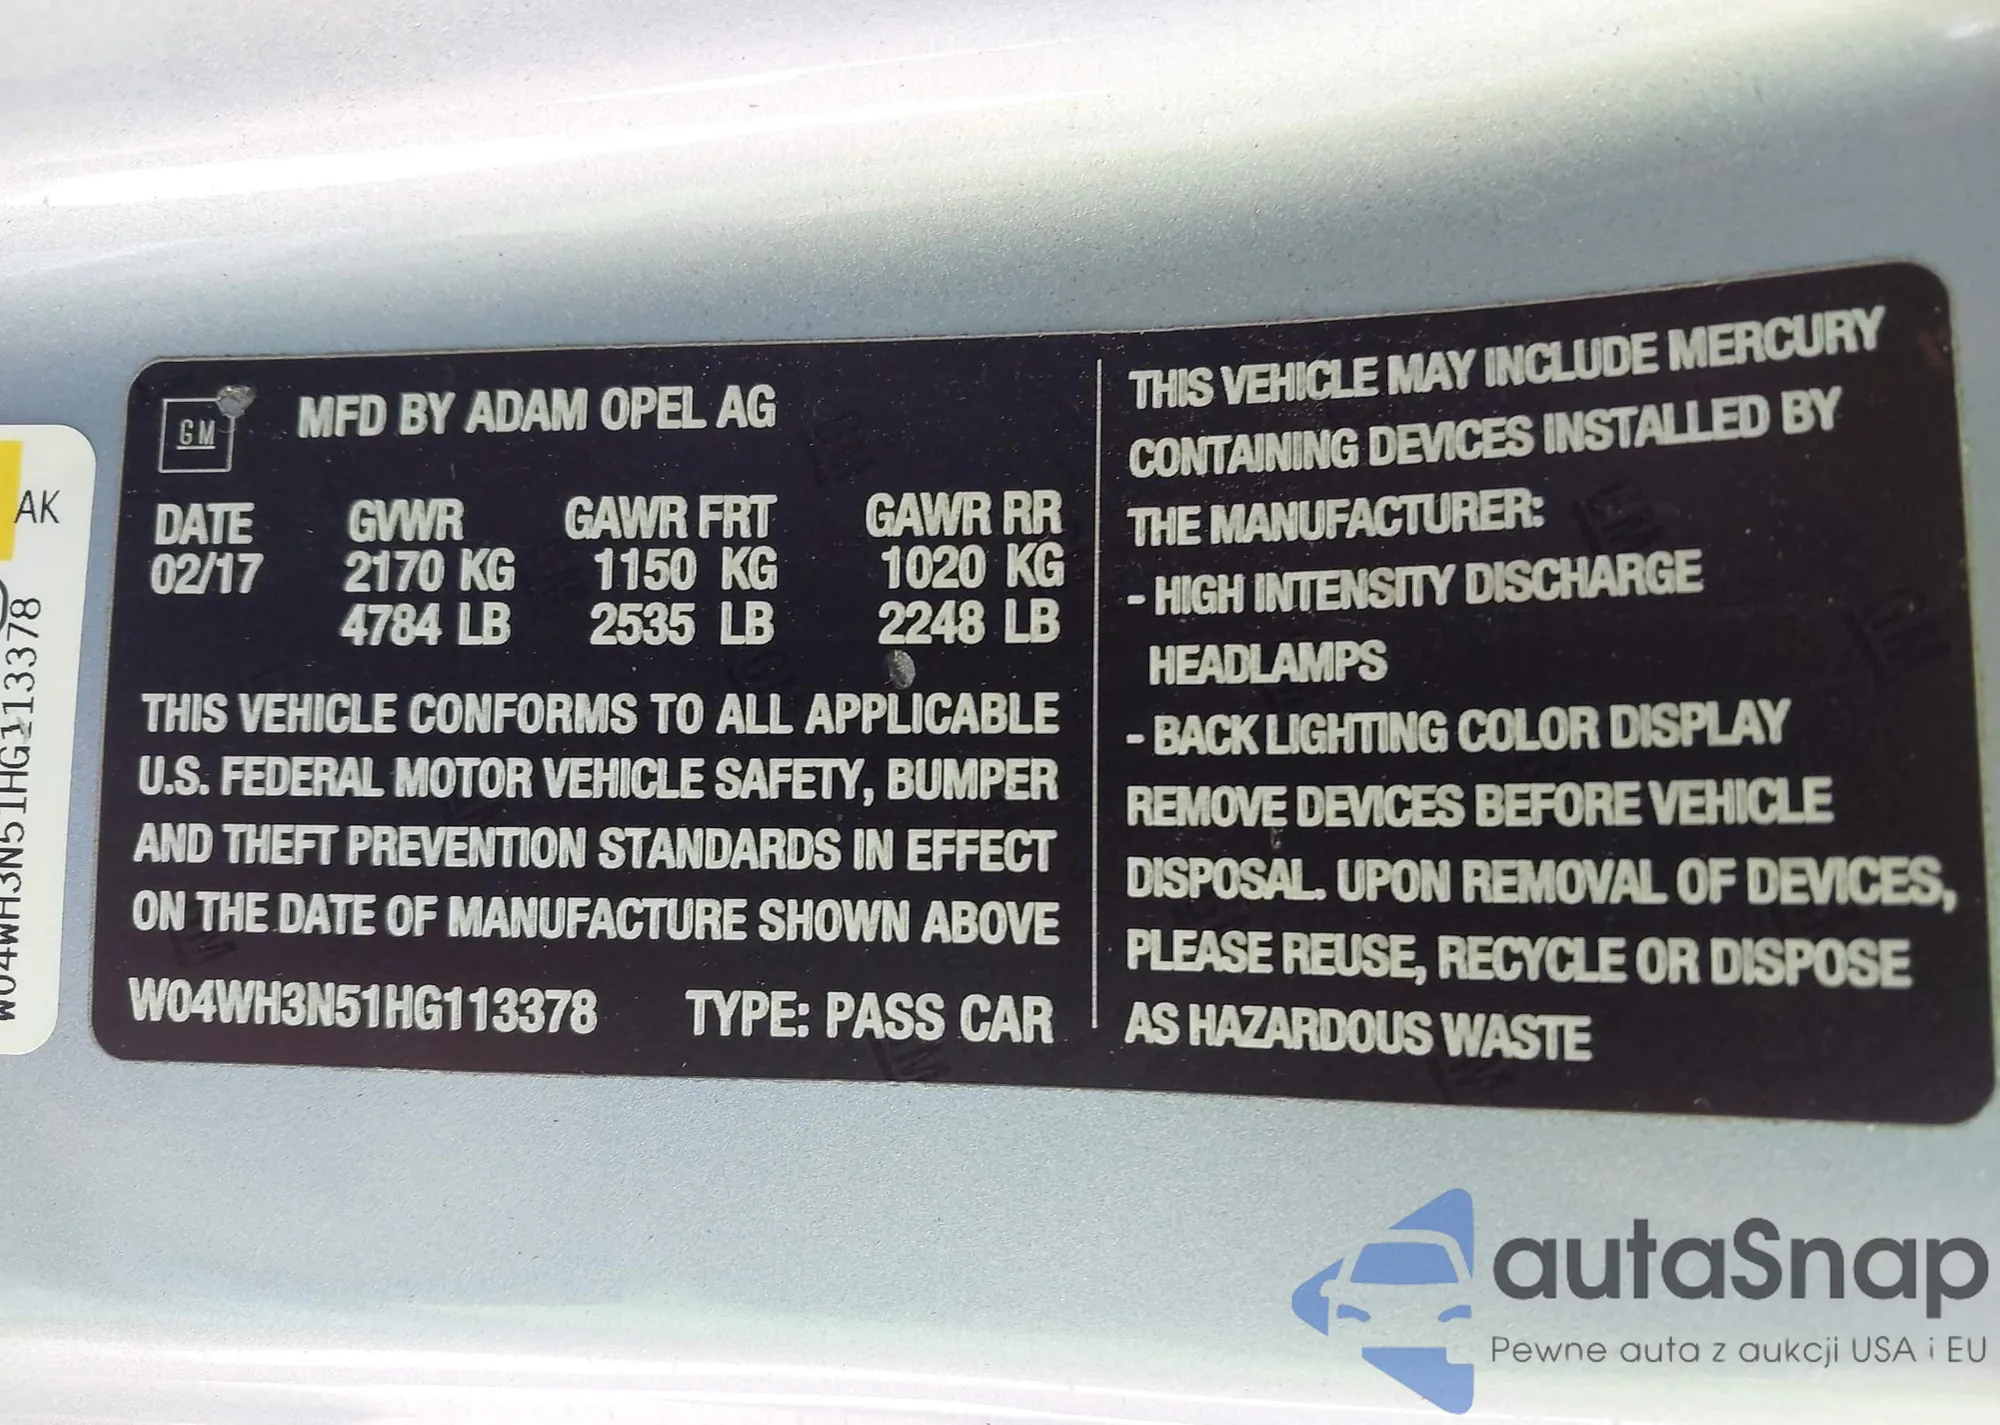 AK
W04WH3N51HG113378
GM
MFD BY ADAM OPEL AG
DATE GVWR GAWR FRT GAWR RR
02/17 2170 KG 1150 KG 1020 KG
4784 LB 2535 LB 2248 LB
THIS VEHICLE CONFORMS TO ALL APPLICABLE
U.S. FEDERAL MOTOR VEHICLE SAFETY, BUMPER
AND THEFT PREVENTION STANDARDS IN EFFECT
ON THE DATE OF MANUFACTURE SHOWN ABOVE
W04WH3N51HG113378 TYPE: PASS CAR
THIS VEHICLE MAY INCLUDE MERCURY
CONTAINING DEVICES INSTALLED BY
THE MANUFACTURER:
- HIGH INTENSITY DISCHARGE
HEADLAMPS
- BACK LIGHTING COLOR DISPLAY
REMOVE DEVICES BEFORE VEHICLE
DISPOSAL. UPON REMOVAL OF DEVICES,
PLEASE REUSE, RECYCLE OR DISPOSE
AS HAZARDOUS WASTE
autaSnap
Pewne auta z aukcji USA i EU